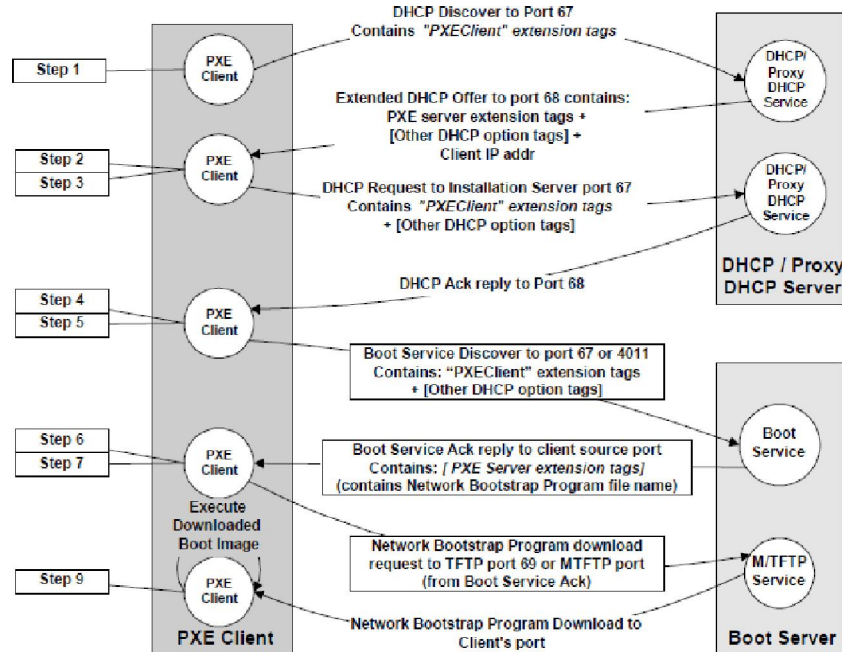 DHCP Discover to Port 67
Contains "PXEClient" extension tags
Step 1
PXE
Client
DHCP/
Proxy
DHCP
Service
Extended DHCP Offer to port 68 contains:
PXE server extension tags +
[Other DHCP option tags] +
Client IP addr
Step 2
Step 3
PXE
Client
DHCP/
Proxy
DHCP
Service
DHCP Request to Installation Server port 67
Contains "PXEClient" extension tags
+ [Other DHCP option tags]
DHCP / Proxy
DHCP Server
DHCP Ack reply to Port 68
Step 4
Step 5
PXE
Client
Boot Service Discover to port 67 or 4011
Contains: “PXEClient” extension tags
+ [Other DHCP option tags]
Step 6
Step 7
PXE
Client
Boot
Service
Boot Service Ack reply to client source port
Contains: [ PXE Server extension tags]
(contains Network Bootstrap Program file name)
Execute
Downloaded
Boot Image
Network Bootstrap Program download
request to TFTP port 69 or MTFTP port
(from Boot Service Ack)
M/TFTP
Service
Step 9
PXE
Client
Network Bootstrap Program Download to
Client's port
PXE Client
Boot Server